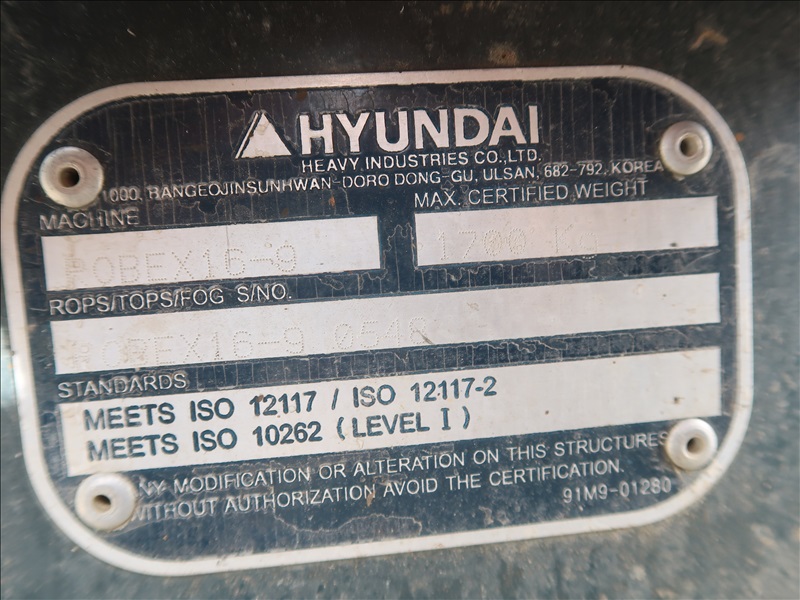 HYUNDAI
HEAVY INDUSTRIES CO., LTD.
1000, BANGEOJINSUNHWAN-DORO DONG-GU, ULSAN, 682-792, KOREA
MACHINE
MAX. CERTIFIED WEIGHT
ROBEX16-9
1700 KG
ROPS/TOPS/FOG S/NO.
ROBEX16-9
STANDARDS
MEETS ISO 12117 / ISO 12117-2
MEETS ISO 10262 (LEVEL I)
ANY MODIFICATION OR ALTERATION ON THIS STRUCTURES
WITHOUT AUTHORIZATION AVOID THE CERTIFICATION.
91M9-01280